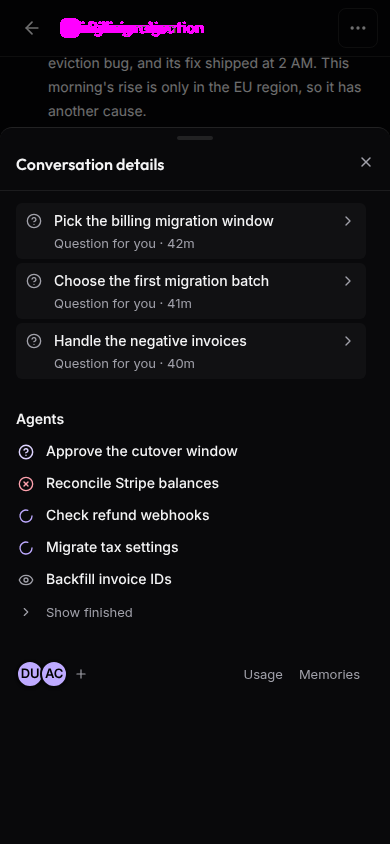 eviction bug, and its fix shipped at 2 AM. This
morning's rise is only in the EU region, so it has
another cause.
Conversation details
Pick the billing migration window
Question for you · 42m
Choose the first migration batch
Question for you · 41m
Handle the negative invoices
Question for you · 40m
Agents
Approve the cutover window
Reconcile Stripe balances
Check refund webhooks
Migrate tax settings
Backfill invoice IDs
Show finished
DU AC + Usage Memories